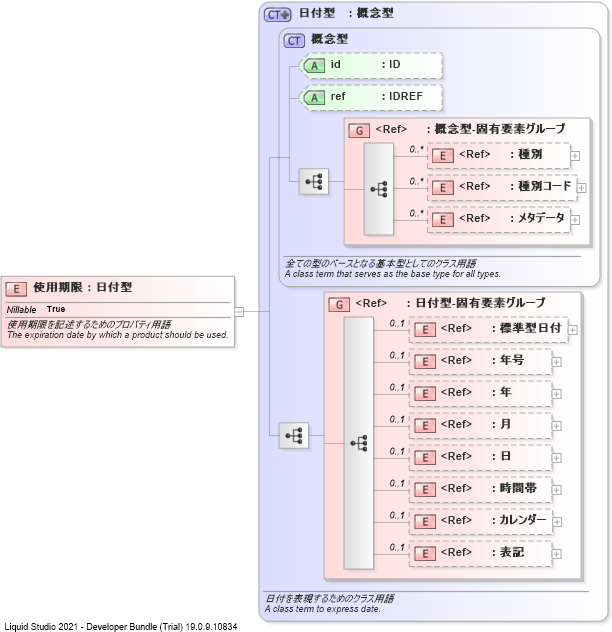 CT 日付型 : 概念型
CT 概念型
A id : ID
A ref : IDREF
G <Ref> : 概念型-固有要素グループ
0..* E <Ref> : 種別
0..* E <Ref> : 種別コード
0..* E <Ref> : メタデータ
全ての型のベースとなる基本型としてのクラス用語
A class term that serves as the base type for all types.
E 使用期限 : 日付型
Nillable True
使用期限を記述するためのプロパティ用語
The expiration date by which a product should be used.
G <Ref> : 日付型-固有要素グループ
0..1 E <Ref> : 標準型日付
0..1 E <Ref> : 年号
0..1 E <Ref> : 年
0..1 E <Ref> : 月
0..1 E <Ref> : 日
0..1 E <Ref> : 時間帯
0..1 E <Ref> : カレンダー
0..1 E <Ref> : 表記
日付を表現するためのクラス用語
A class term to express date.
Liquid Studio 2021 - Developer Bundle (Trial) 19.0.9.10834